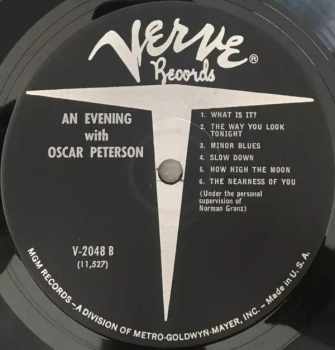 VERVE®
Records
AN EVENING
with
OSCAR PETERSON
1. WHAT IS IT?
2. THE WAY YOU LOOK
TONIGHT
3. MINOR BLUES
4. SLOW DOWN
5. HOW HIGH THE MOON
6. THE NEARNESS OF YOU
(Under the personal
supervision of
Norman Granz)
V-2048 B
(11,527)
MGM RECORDS—A DIVISION OF METRO-GOLDWYN-MAYER, INC.—Made in U.S.A.